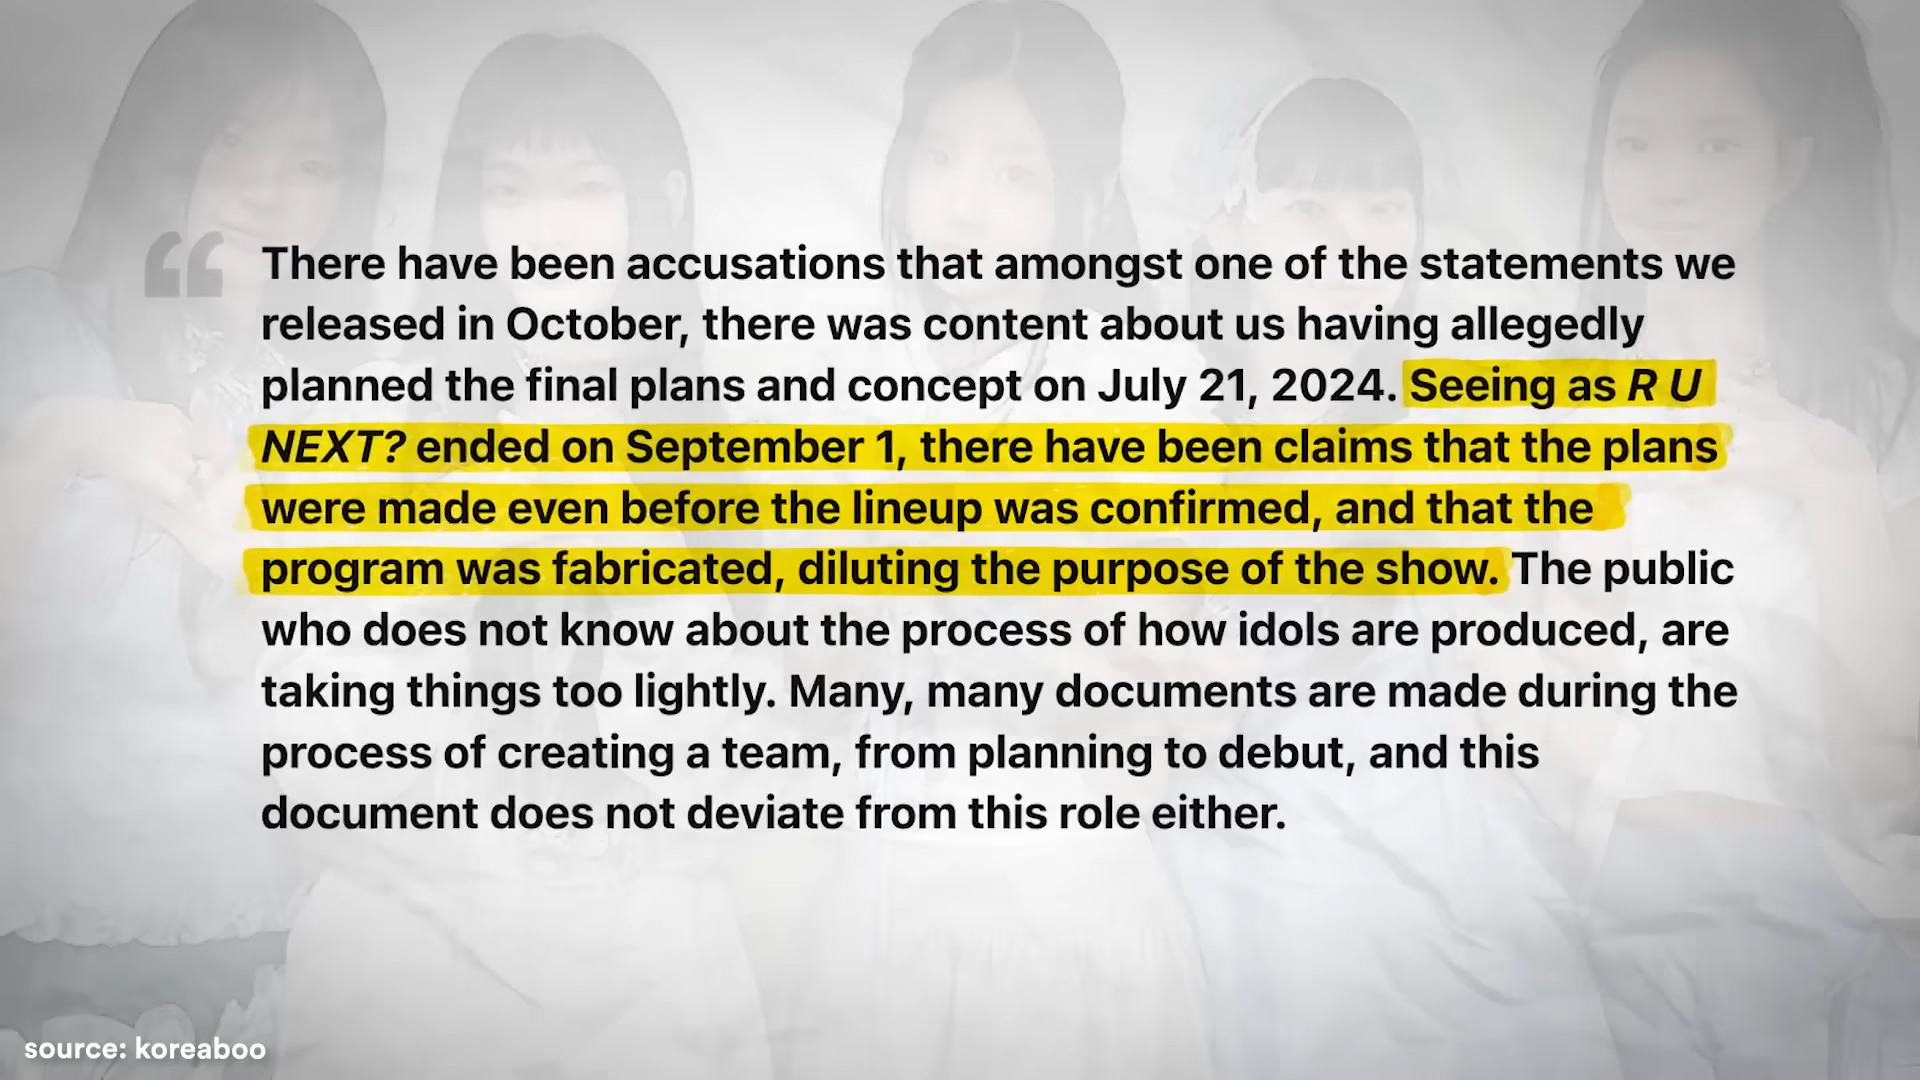 “
There have been accusations that amongst one of the statements we
released in October, there was content about us having allegedly
planned the final plans and concept on July 21, 2024. Seeing as R U
NEXT? ended on September 1, there have been claims that the plans
were made even before the lineup was confirmed, and that the
program was fabricated, diluting the purpose of the show. The public
who does not know about the process of how idols are produced, are
taking things too lightly. Many, many documents are made during the
process of creating a team, from planning to debut, and this
document does not deviate from this role either.
source: koreaboo